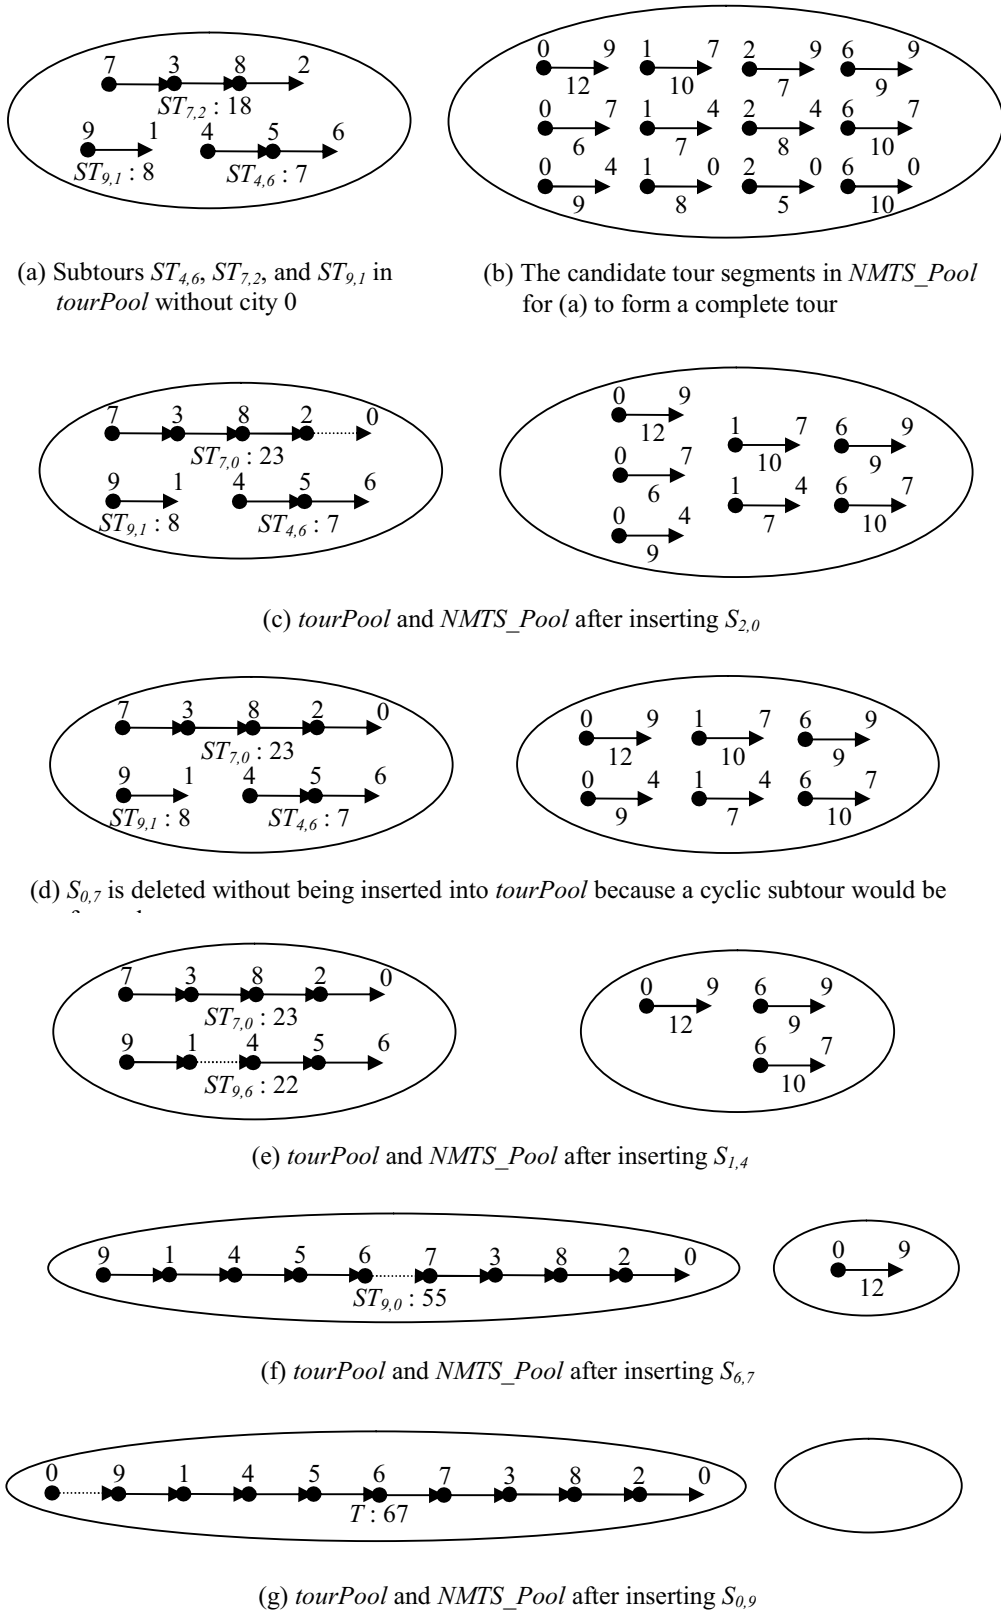 7 3 8 2
ST7,2 : 18
9 1 4 5 6
ST9,1 : 8 ST4,6 : 7
0 9 1 7 2 9 6 9
12 10 7 9
0 7 1 4 2 4 6 7
6 7 8 10
0 4 1 0 2 0 6 0
9 8 5 10
(a) Subtours ST4,6, ST7,2, and ST9,1 in
tourPool without city 0
(b) The candidate tour segments in NMTS_Pool
for (a) to form a complete tour
7 3 8 2 0
ST7,0 : 23
9 1 4 5 6
ST9,1 : 8 ST4,6 : 7
0 9
12
1 7 6 9
10 9
0 7
6
1 4 6 7
7 10
0 4
9
(c) tourPool and NMTS_Pool after inserting S2,0
7 3 8 2 0
ST7,0 : 23
9 1 4 5 6
ST9,1 : 8 ST4,6 : 7
0 9 1 7 6 9
12 10 9
0 4 1 4 6 7
9 7 10
(d) S0,7 is deleted without being inserted into tourPool because a cyclic subtour would be
7 3 8 2 0
ST7,0 : 23
9 1 4 5 6
ST9,6 : 22
0 9 6 9
12 9
6 7
10
(e) tourPool and NMTS_Pool after inserting S1,4
9 1 4 5 6 7 3 8 2 0
ST9,0 : 55
0 9
12
(f) tourPool and NMTS_Pool after inserting S6,7
0 9 1 4 5 6 7 3 8 2 0
T : 67
(g) tourPool and NMTS_Pool after inserting S0,9